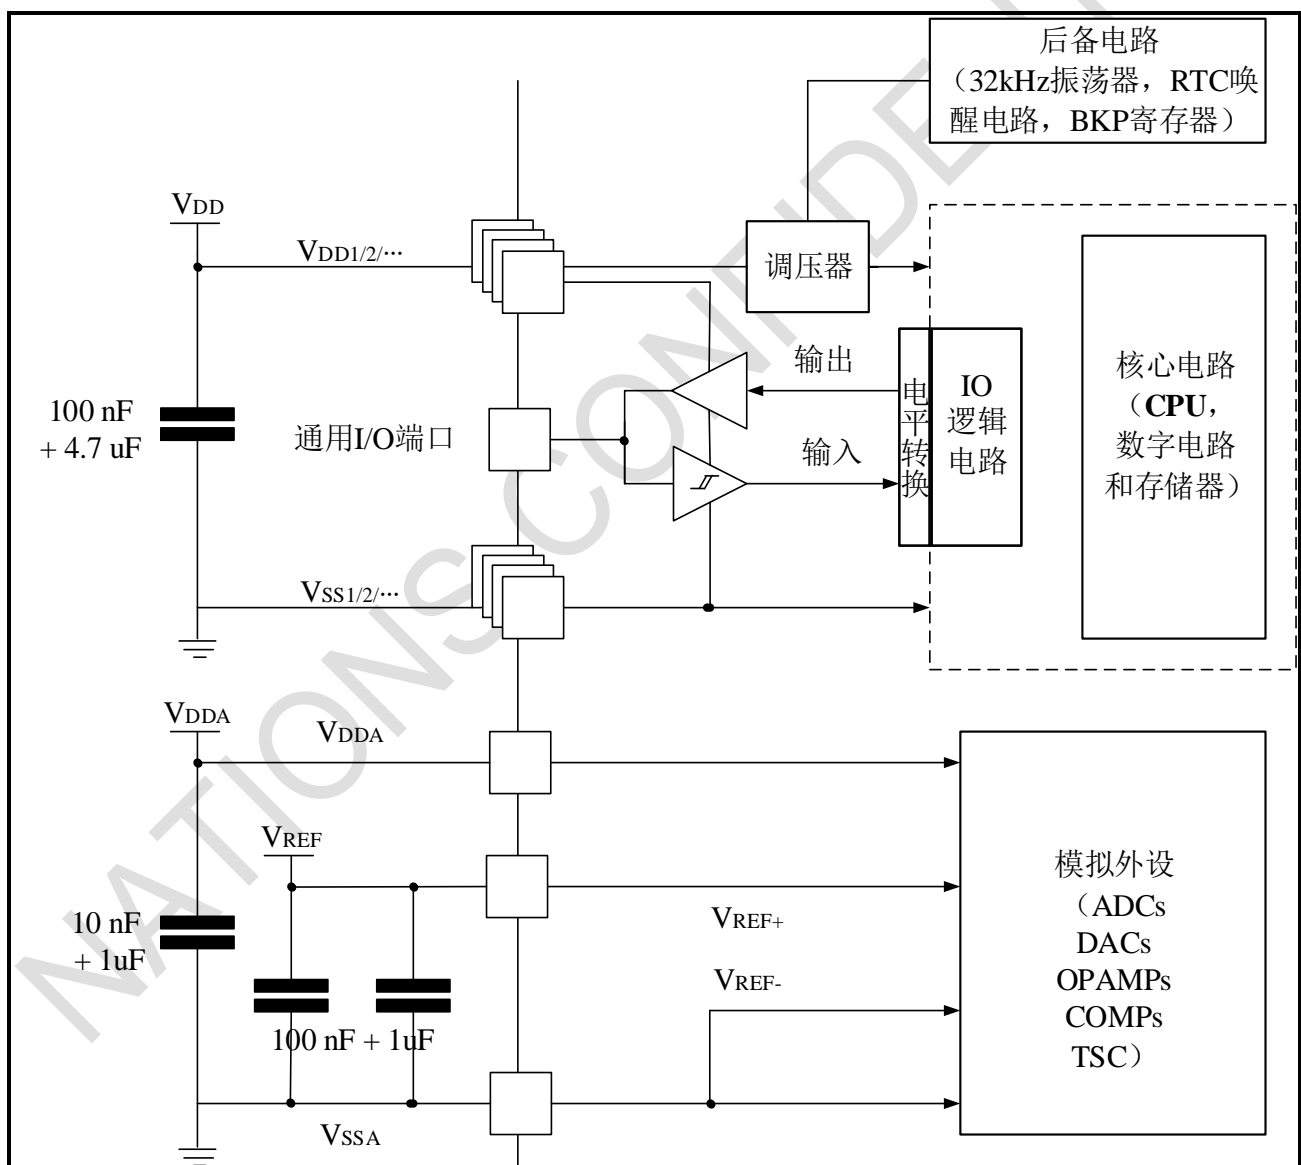 后备电路
（32kHz振荡器，RTC唤
醒电路，BKP寄存器）
VDD
VDD1/2/···
调压器
100 nF
+ 4.7 uF
通用I/O端口
输出
输入
电平转换
IO
逻辑
电路
核心电路
（CPU，
数字电路
和存储器）
VSS1/2/···
VDDA
VDDA
VREF
10 nF
+ 1uF
100 nF + 1uF
VREF+
VREF-
VSSA
模拟外设
（ADCs
DACs
OPAMPs
COMPs
TSC）
NATIONS CONFIDE